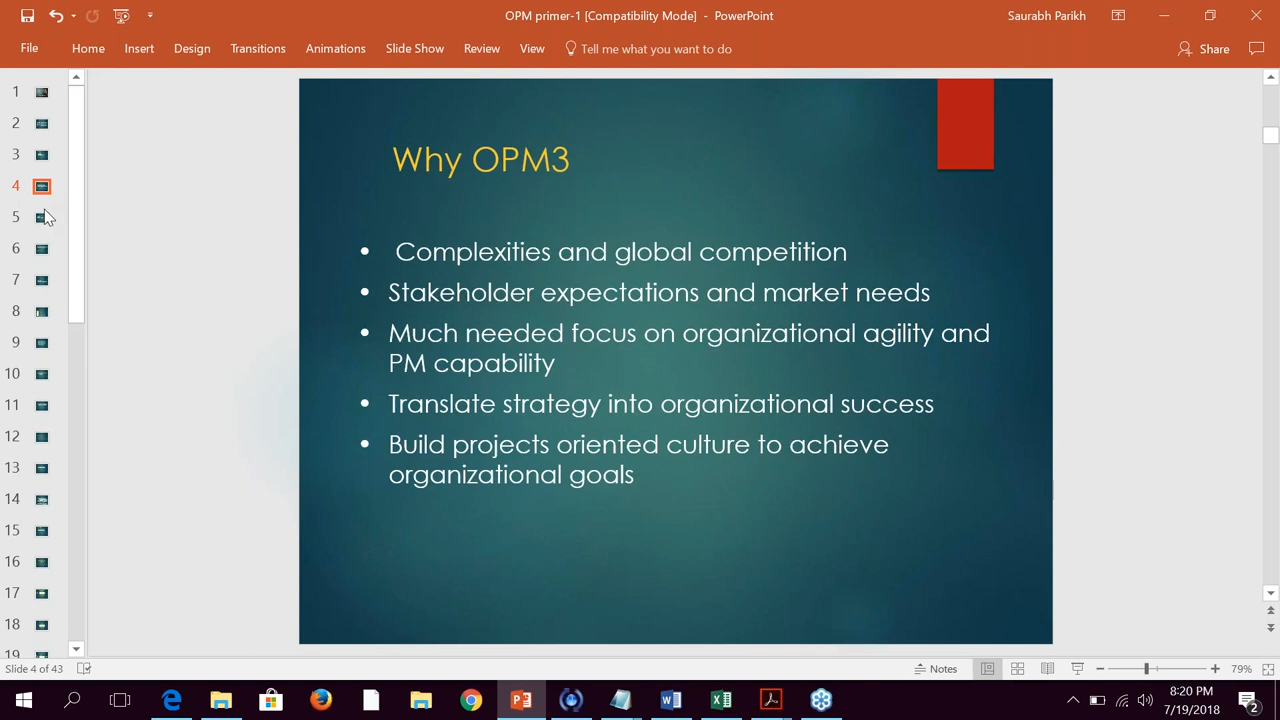 OPM primer-1 [Compatibility Mode] - PowerPoint
Saurabh Parikh
File Home Insert Design Transitions Animations Slide Show Review View Tell me what you want to do Share
1
2
3
4
5
6
7
8
9
10
11
12
13
14
15
16
17
18
19
Why OPM3
• Complexities and global competition
• Stakeholder expectations and market needs
• Much needed focus on organizational agility and
PM capability
• Translate strategy into organizational success
• Build projects oriented culture to achieve
organizational goals
Slide 4 of 43 Notes 79%
8:20 PM
7/19/2018
2